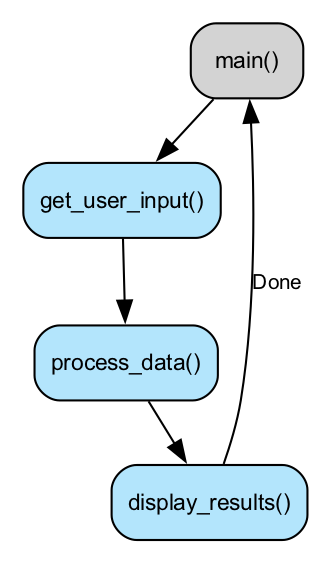 main()
get_user_input()
Done
process_data()
display_results()